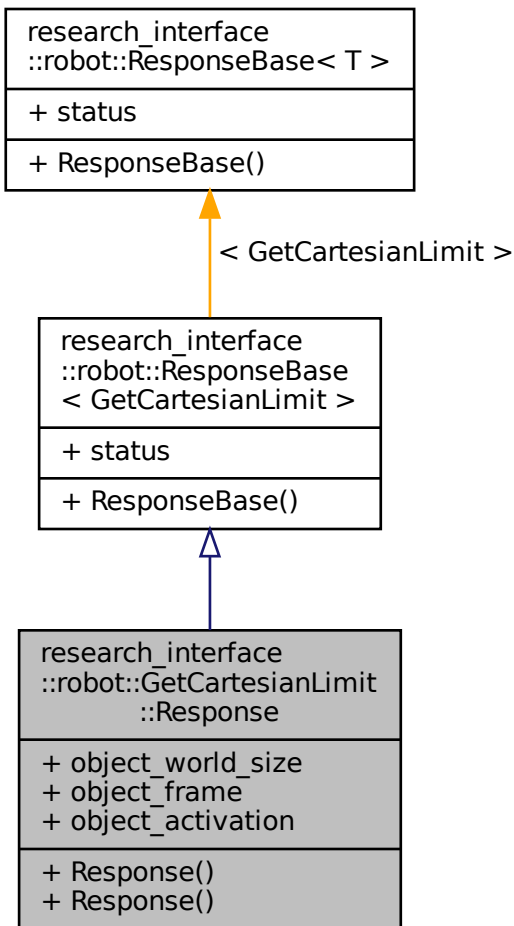 research_interface
::robot::ResponseBase< T >
+ status
+ ResponseBase()
< GetCartesianLimit >
research_interface
::robot::ResponseBase
< GetCartesianLimit >
+ status
+ ResponseBase()
research_interface
::robot::GetCartesianLimit
::Response
+ object_world_size
+ object_frame
+ object_activation
+ Response()
+ Response()